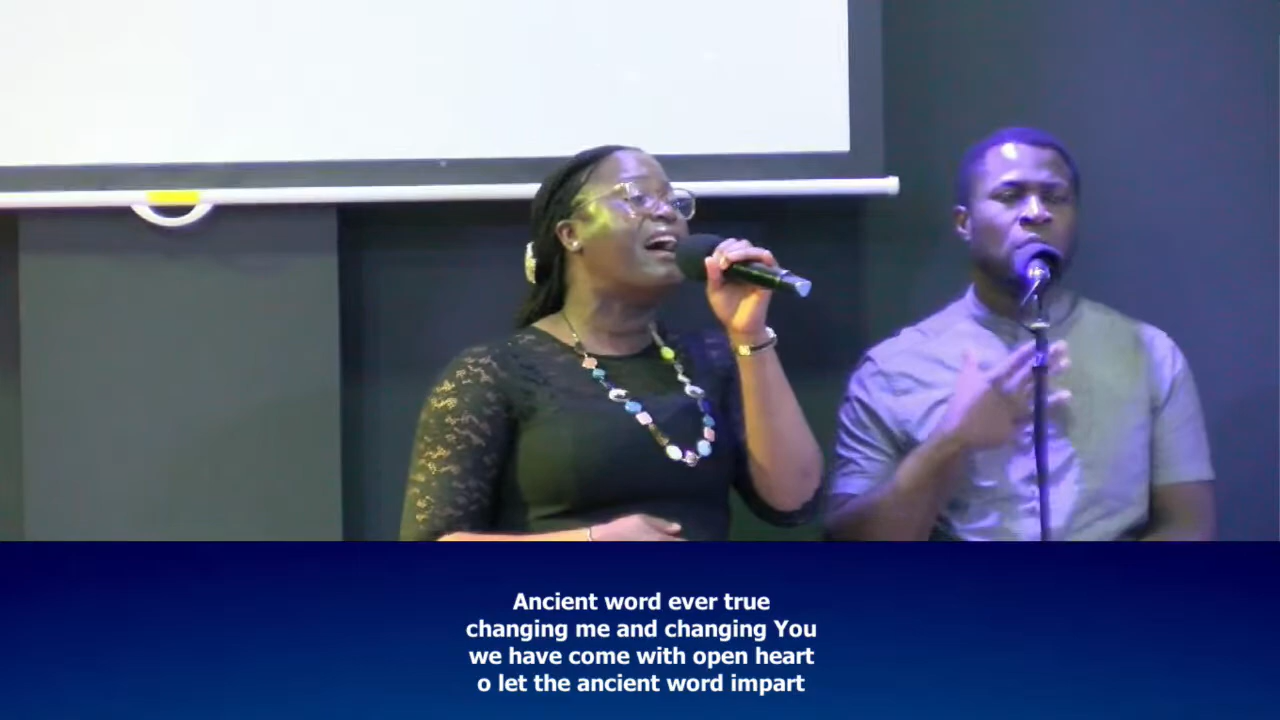 Ancient word ever true
changing me and changing You
we have come with open heart
o let the ancient word impart